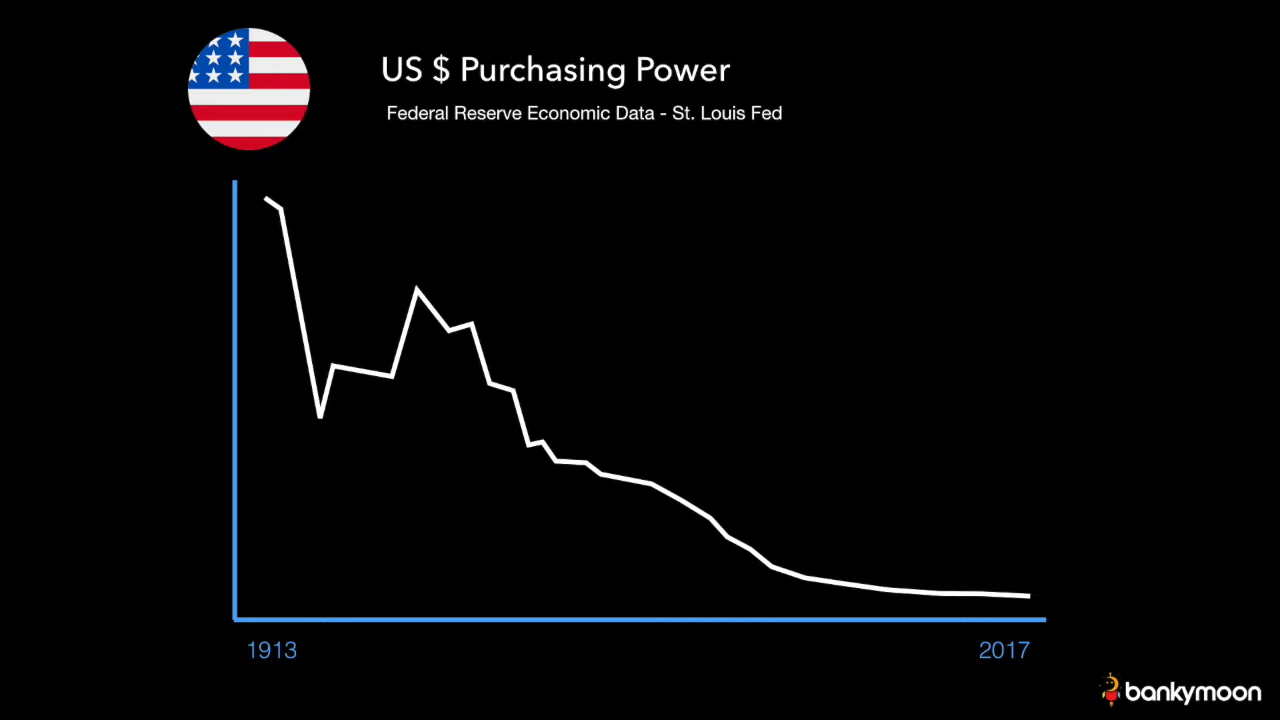 US $ Purchasing Power
Federal Reserve Economic Data - St. Louis Fed
1913
2017
bankymoon